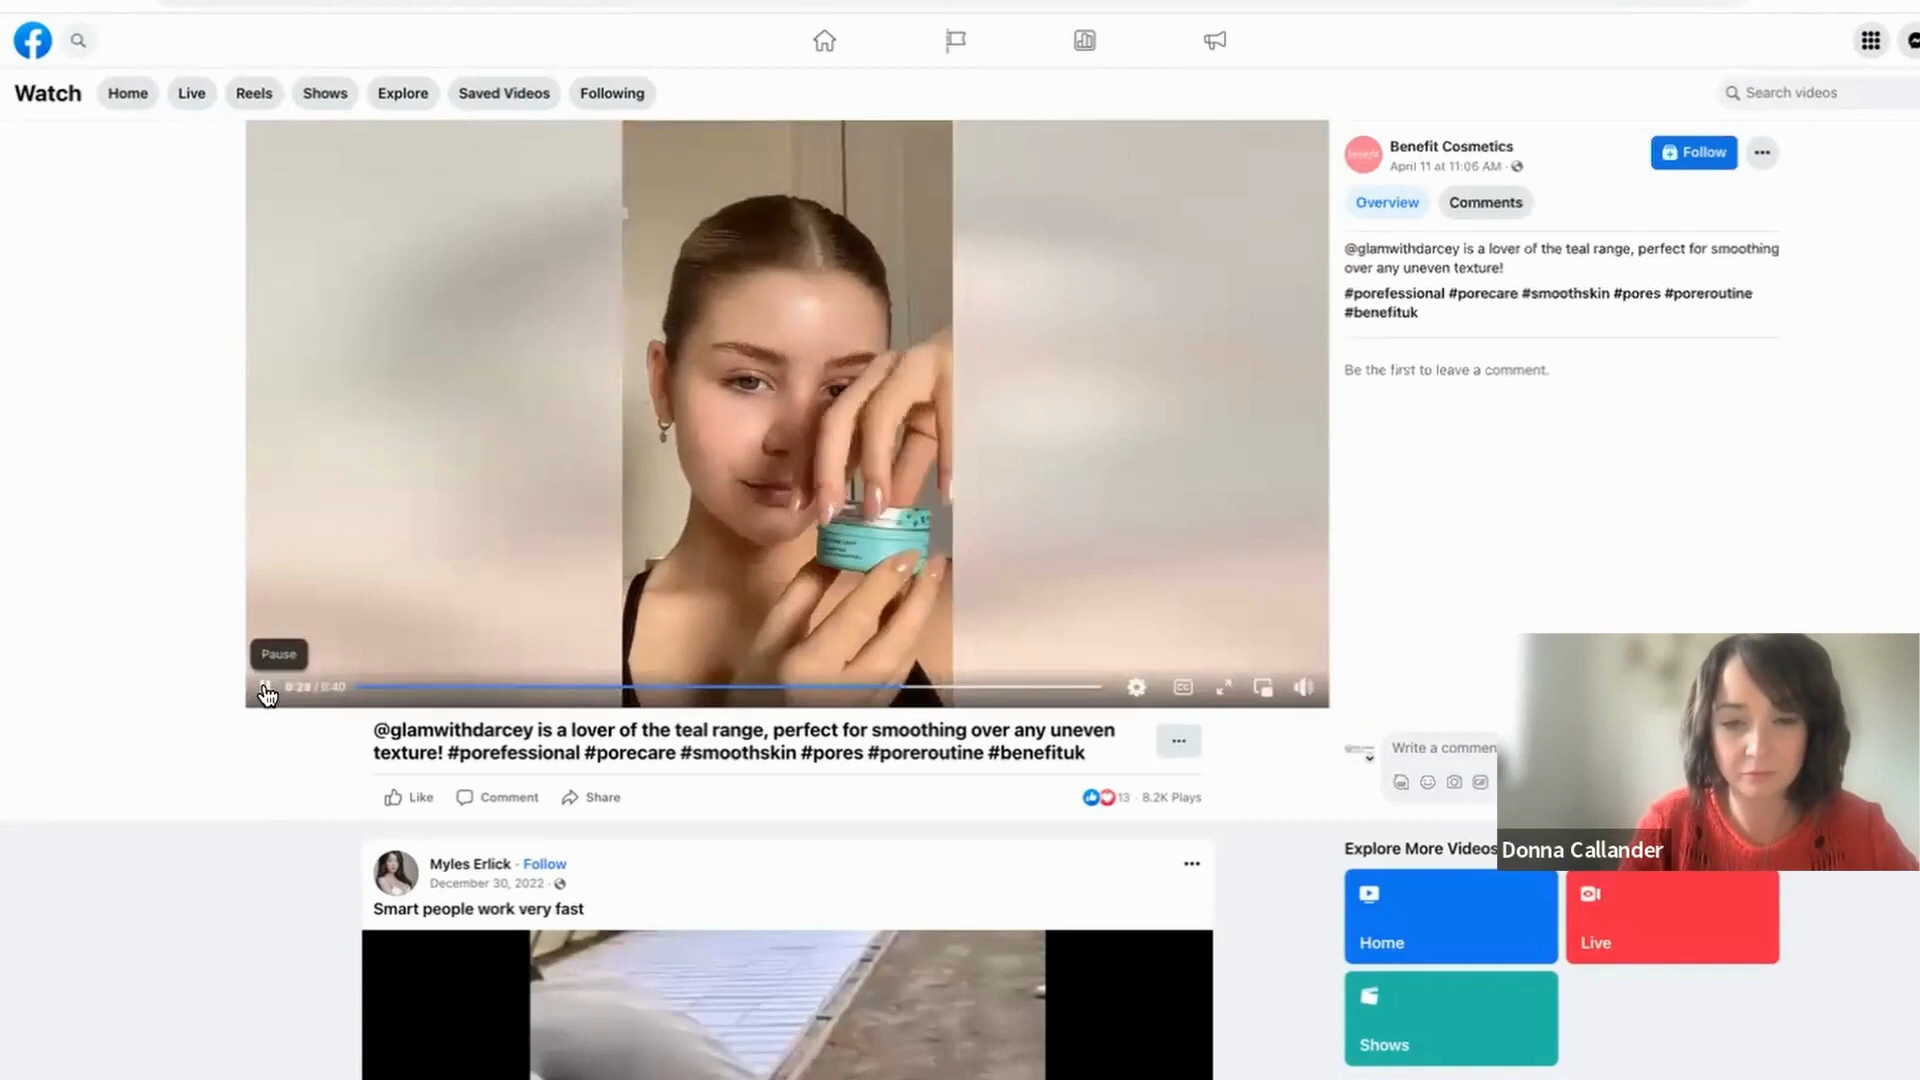 Watch
Home
Live
Reels
Shows
Explore
Saved Videos
Following
Search videos
Benefit Cosmetics
April 11 at 11:06 AM ·
Follow
Overview
Comments
@glamwithdarcey is a lover of the teal range, perfect for smoothing
over any uneven texture!
#porefessional #porecare #smoothskin #pores #poreroutine
#benefituk
Be the first to leave a comment.
Pause
0:28 / 0:40
@glamwithdarcey is a lover of the teal range, perfect for smoothing over any uneven
texture! #porefessional #porecare #smoothskin #pores #poreroutine #benefituk
Like
Comment
Share
13 · 8.2K Plays
Write a commen
Donna Callander
Myles Erlick · Follow
December 30, 2022 ·
Smart people work very fast
Explore More Videos
Home
Live
Shows